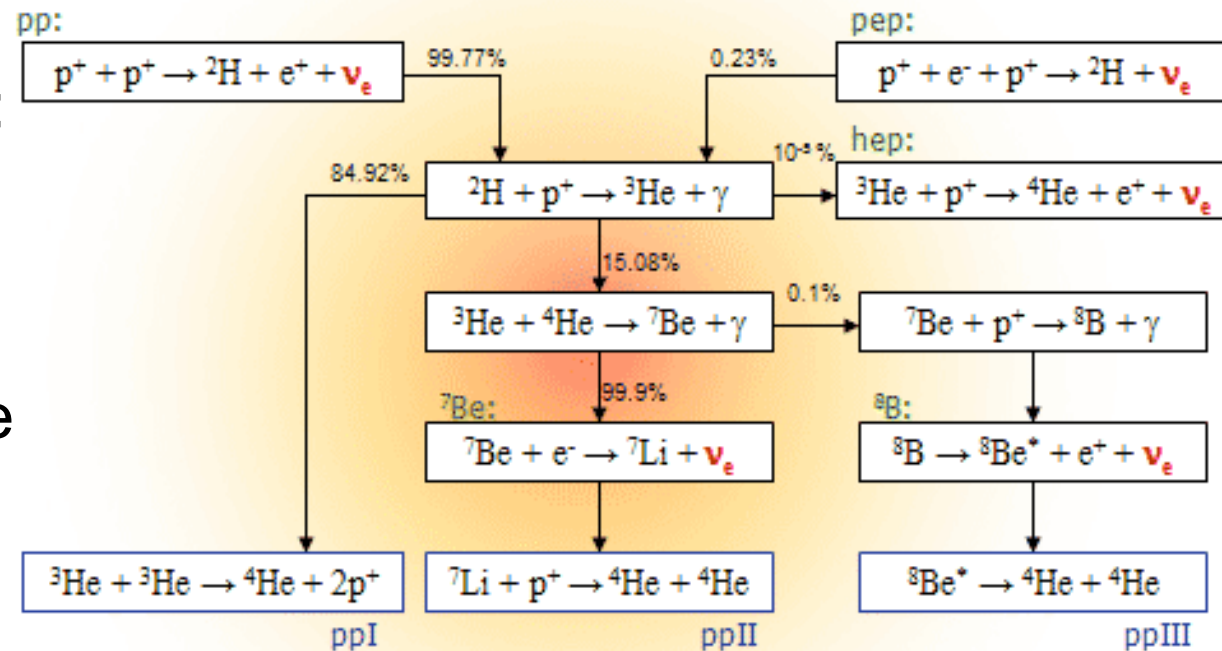 pp:
pep:
p⁺ + p⁺ → ²H + e⁺ + νₑ
99.77%
0.23%
p⁺ + e⁻ + p⁺ → ²H + νₑ
hep:
84.92%
²H + p⁺ → ³He + γ
³He + p⁺ → ⁴He + e⁺ + νₑ
15.08%
³He + ⁴He → ⁷Be + γ
0.1%
⁷Be + p⁺ → ⁸B + γ
99.9%
e
⁷Be:
⁸B:
⁷Be + e⁻ → ⁷Li + νₑ
⁸B → ⁸Be* + e⁺ + νₑ
³He + ³He → ⁴He + 2p⁺
⁷Li + p⁺ → ⁴He + ⁴He
⁸Be* → ⁴He + ⁴He
ppI
ppII
ppIII